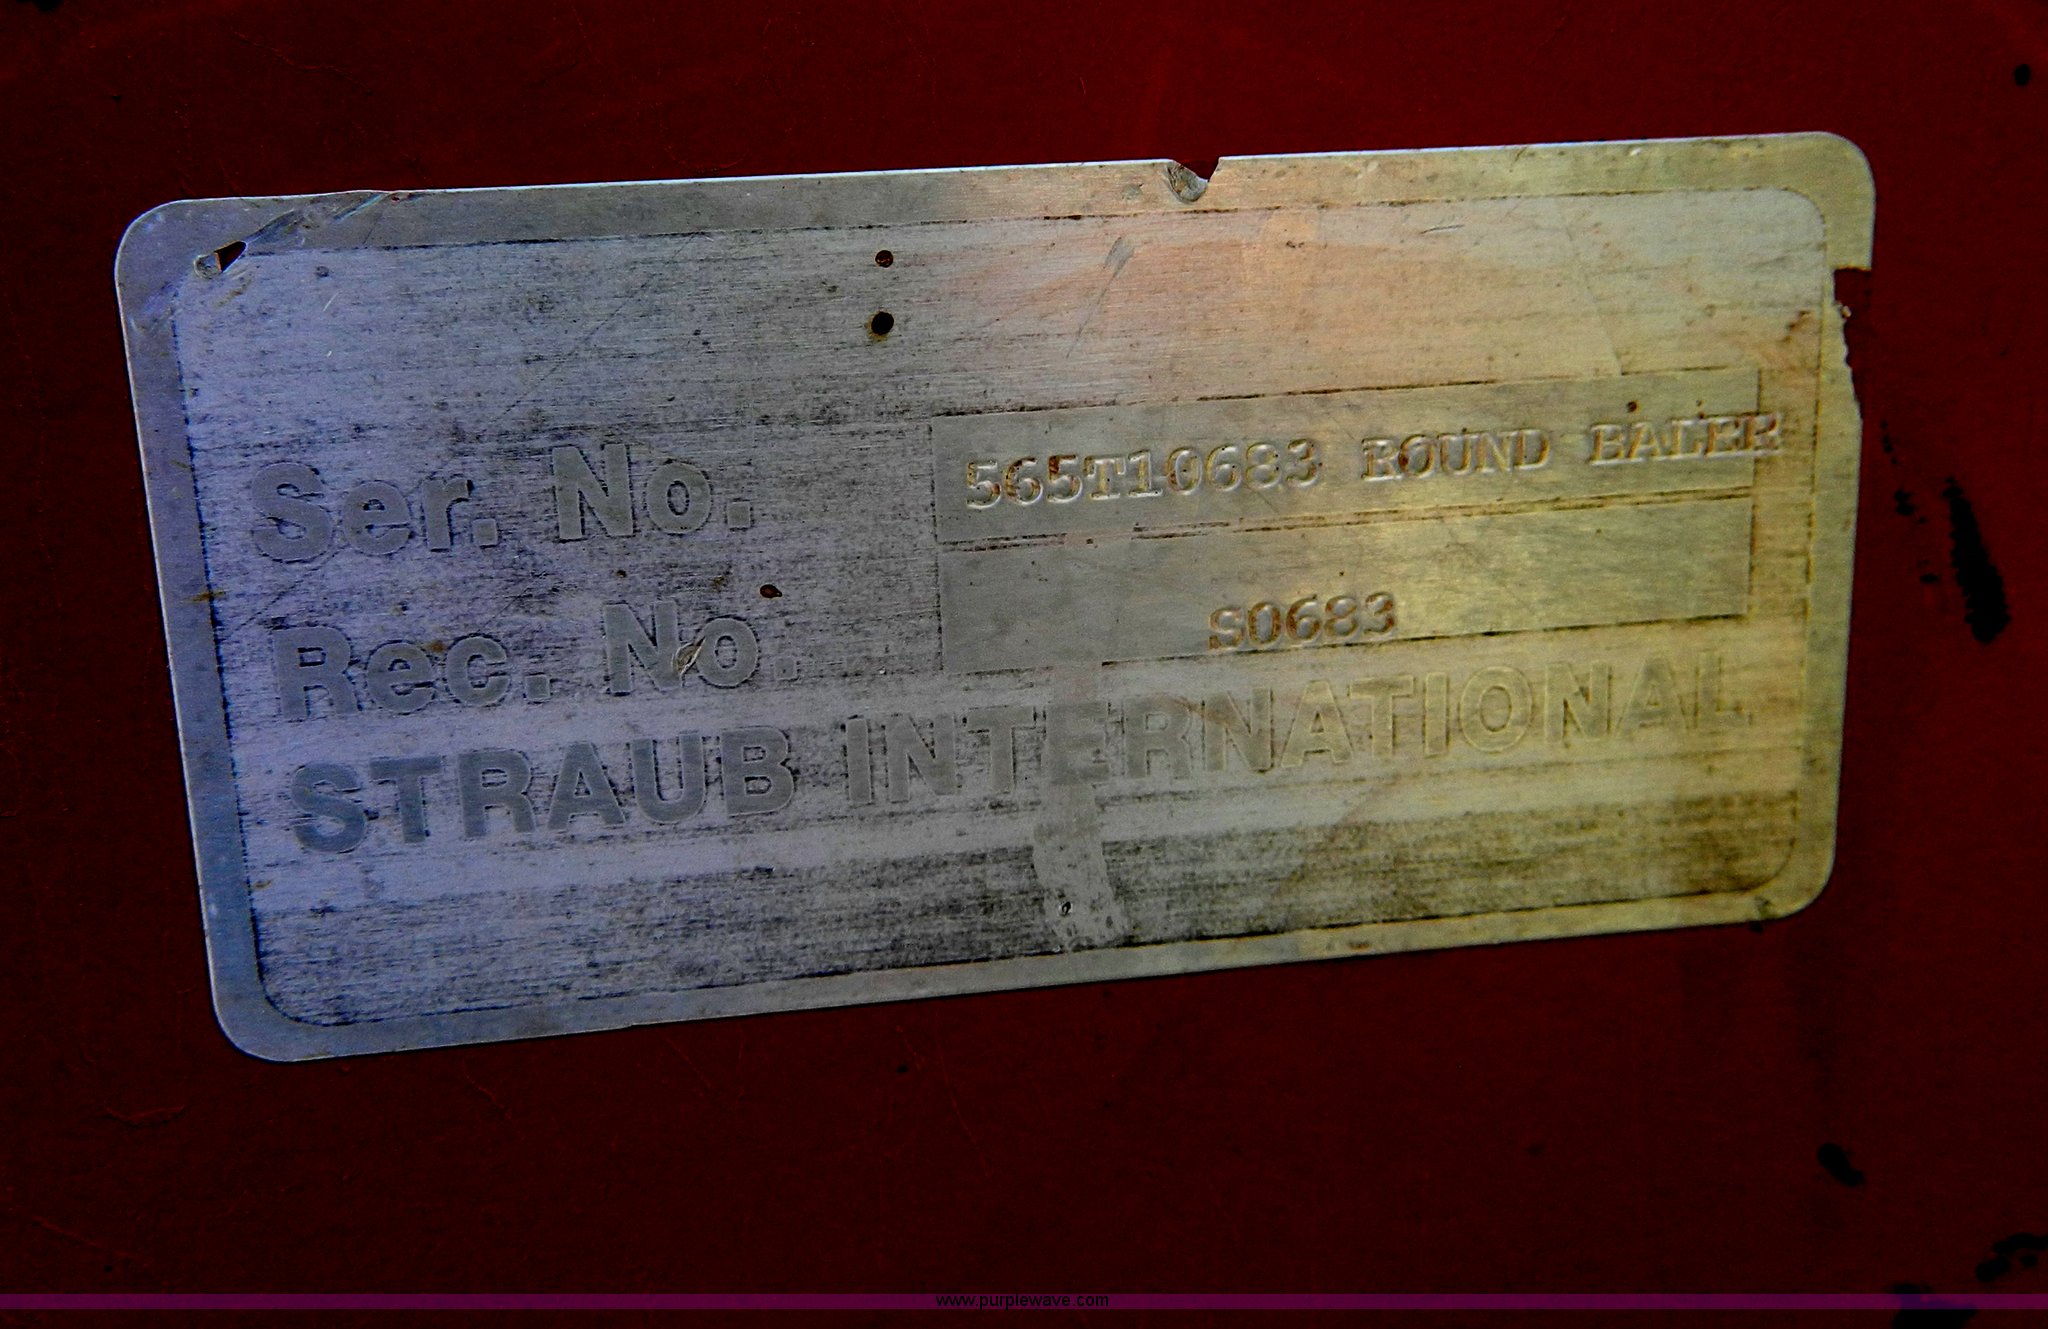 Ser. No. 565T10683 ROUND BALER
Rec. No. S0683
STRAUB INTERNATIONAL
www.purplewave.com